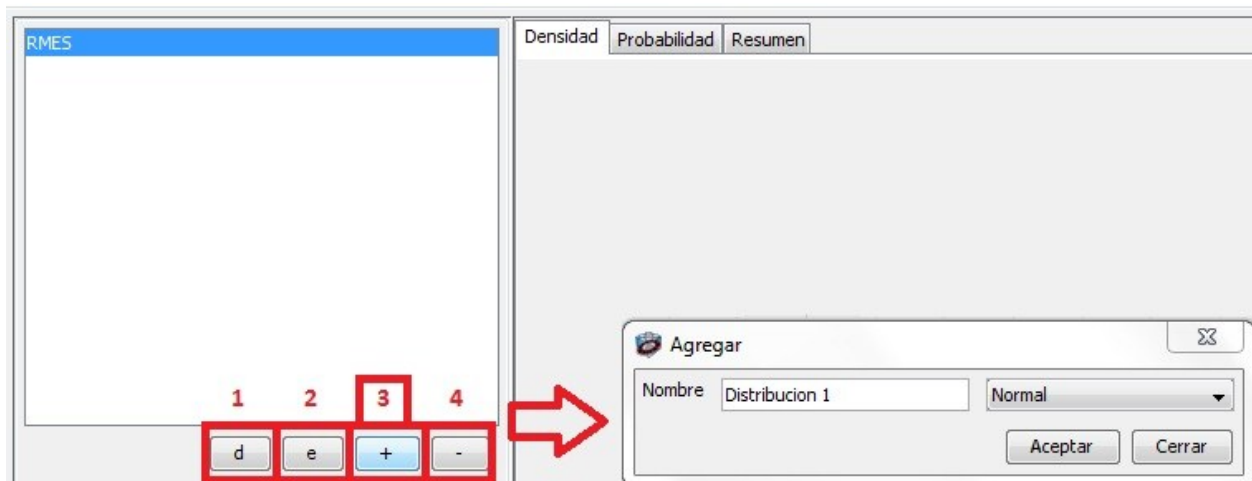 RMES
Densidad Probabilidad Resumen
Agregar
Nombre Distribucion 1 Normal
Aceptar Cerrar
1 2 3 4
d e + -